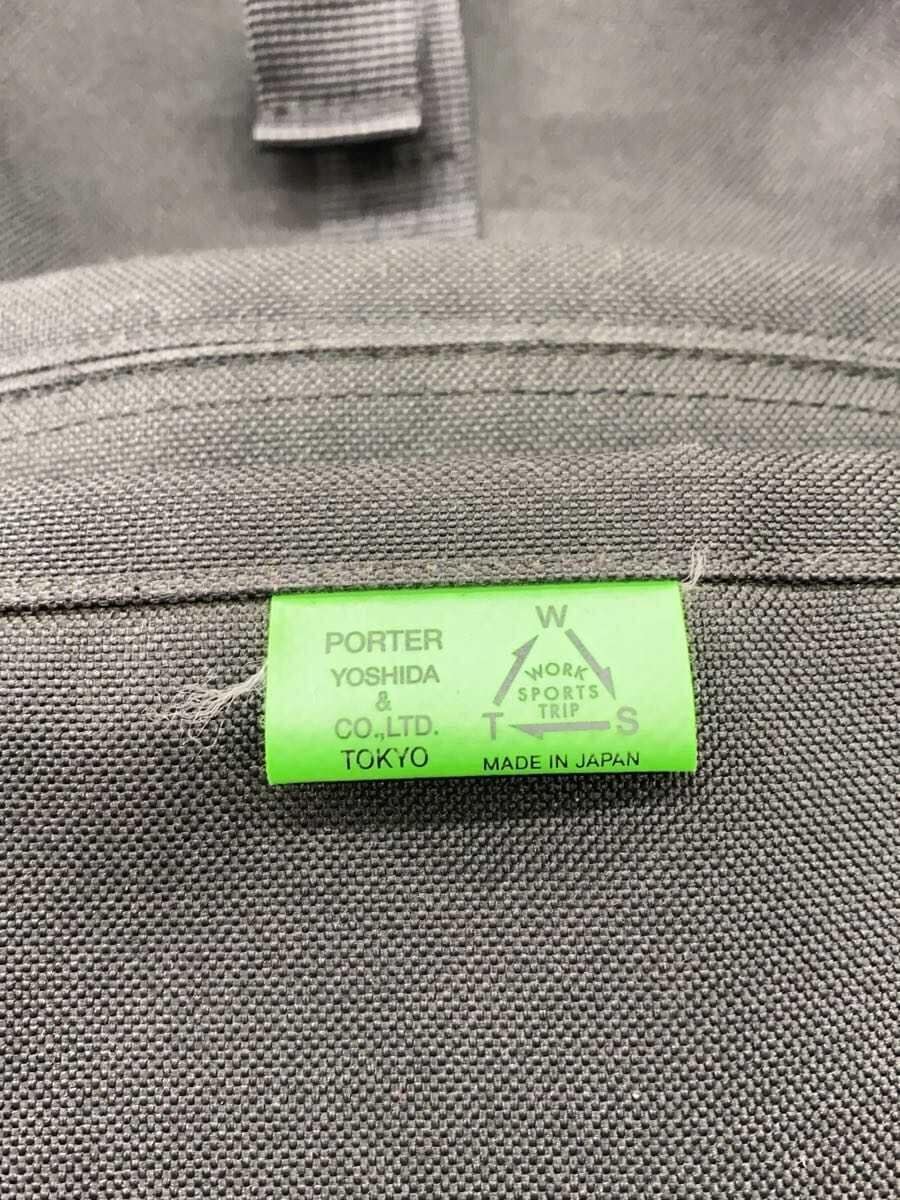 PORTER
YOSHIDA
&
CO.,LTD.
TOKYO
W
WORK
SPORTS
TRIP
T S
MADE IN JAPAN